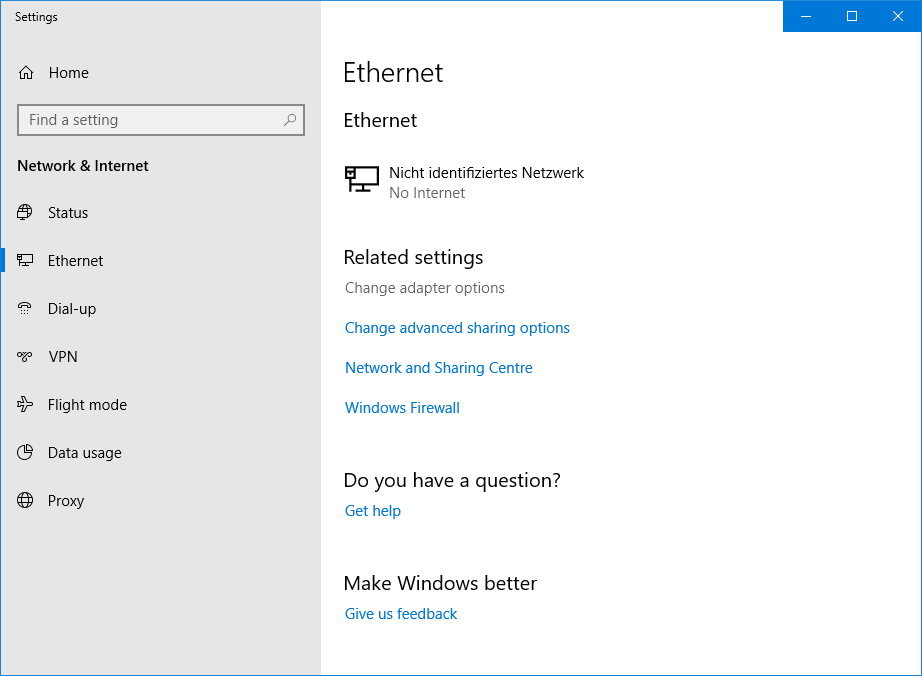 Settings
Home
Find a setting
Network & Internet
Status
Ethernet
Dial-up
VPN
Flight mode
Data usage
Proxy
Ethernet
Ethernet
Nicht identifiziertes Netzwerk
No Internet
Related settings
Change adapter options
Change advanced sharing options
Network and Sharing Centre
Windows Firewall
Do you have a question?
Get help
Make Windows better
Give us feedback